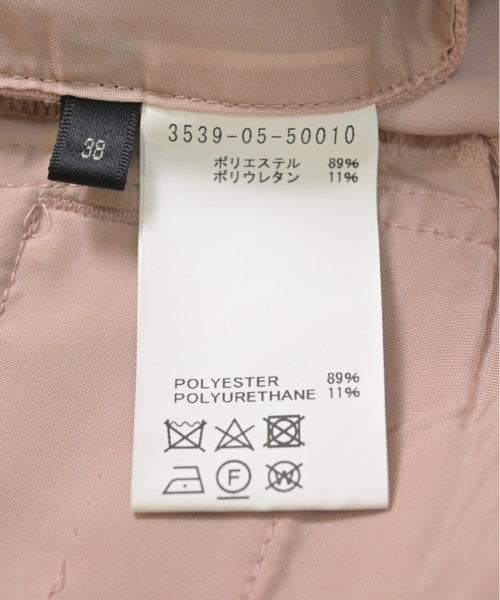 38
3539-05-50010
ポリエステル 89%
ポリウレタン 11%
POLYESTER 89%
POLYURETHANE 11%
F W